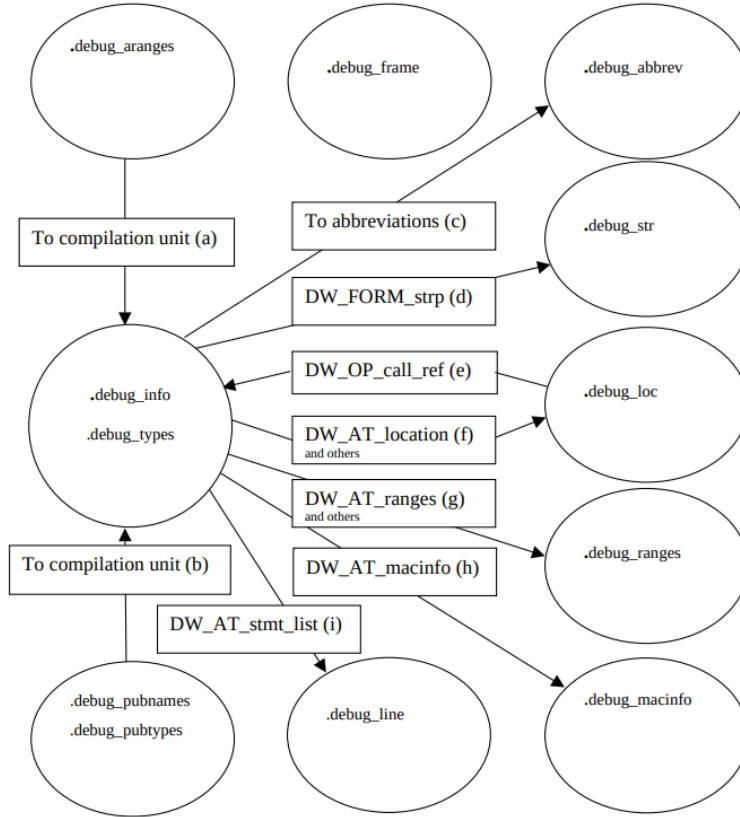 .debug_aranges
.debug_frame
.debug_abbrev
To compilation unit (a)
To abbreviations (c)
.debug_str
DW_FORM_strp (d)
DW_OP_call_ref (e)
.debug_info
.debug_types
.debug_loc
DW_AT_location (f)
and others
DW_AT_ranges (g)
and others
To compilation unit (b)
DW_AT_macinfo (h)
.debug_ranges
DW_AT_stmt_list (i)
.debug_pubnames
.debug_pubtypes
.debug_line
.debug_macinfo